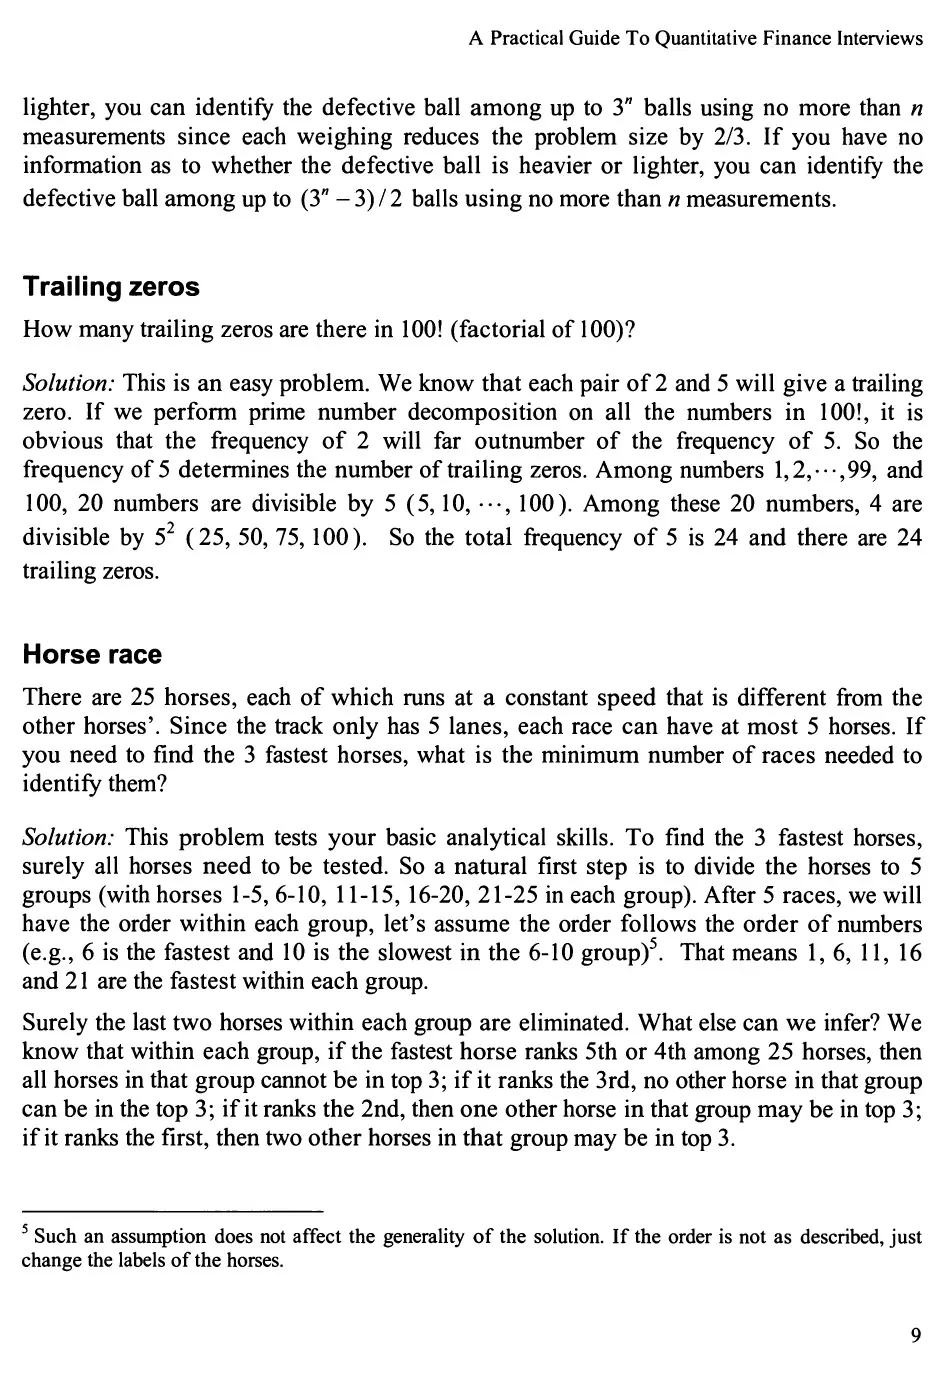 A Practical Guide To Quantitative Finance Interviews
lighter, you can identify the defective ball among up to 3ⁿ balls using no more than n
measurements since each weighing reduces the problem size by 2/3. If you have no
information as to whether the defective ball is heavier or lighter, you can identify the
defective ball among up to (3ⁿ − 3) / 2 balls using no more than n measurements.
Trailing zeros
How many trailing zeros are there in 100! (factorial of 100)?
Solution: This is an easy problem. We know that each pair of 2 and 5 will give a trailing
zero. If we perform prime number decomposition on all the numbers in 100!, it is
obvious that the frequency of 2 will far outnumber of the frequency of 5. So the
frequency of 5 determines the number of trailing zeros. Among numbers 1, 2, ⋯, 99, and
100, 20 numbers are divisible by 5 (5, 10, ⋯, 100). Among these 20 numbers, 4 are
divisible by 5² (25, 50, 75, 100). So the total frequency of 5 is 24 and there are 24
trailing zeros.
Horse race
There are 25 horses, each of which runs at a constant speed that is different from the
other horses’. Since the track only has 5 lanes, each race can have at most 5 horses. If
you need to find the 3 fastest horses, what is the minimum number of races needed to
identify them?
Solution: This problem tests your basic analytical skills. To find the 3 fastest horses,
surely all horses need to be tested. So a natural first step is to divide the horses to 5
groups (with horses 1-5, 6-10, 11-15, 16-20, 21-25 in each group). After 5 races, we will
have the order within each group, let’s assume the order follows the order of numbers
(e.g., 6 is the fastest and 10 is the slowest in the 6-10 group)⁵. That means 1, 6, 11, 16
and 21 are the fastest within each group.
Surely the last two horses within each group are eliminated. What else can we infer? We
know that within each group, if the fastest horse ranks 5th or 4th among 25 horses, then
all horses in that group cannot be in top 3; if it ranks the 3rd, no other horse in that group
can be in the top 3; if it ranks the 2nd, then one other horse in that group may be in top 3;
if it ranks the first, then two other horses in that group may be in top 3.
⁵ Such an assumption does not affect the generality of the solution. If the order is not as described, just
change the labels of the horses.
9